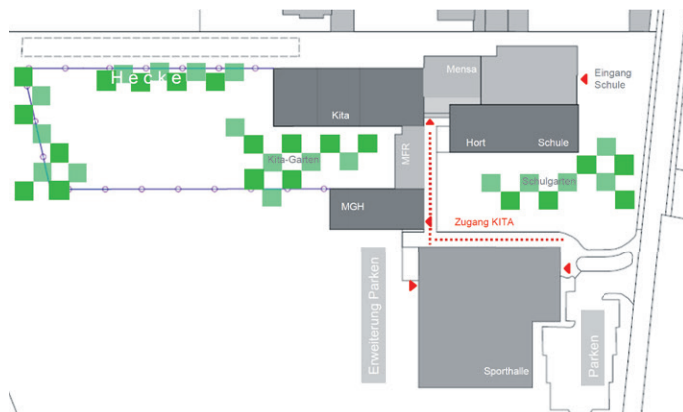 Hecke
Mensa
Eingang
Schule
Kita
Hort
Schule
MFR
Kita-Garten
Schulgarten
MGH
Zugang KITA
Erweiterung Parken
Parken
Sporthalle